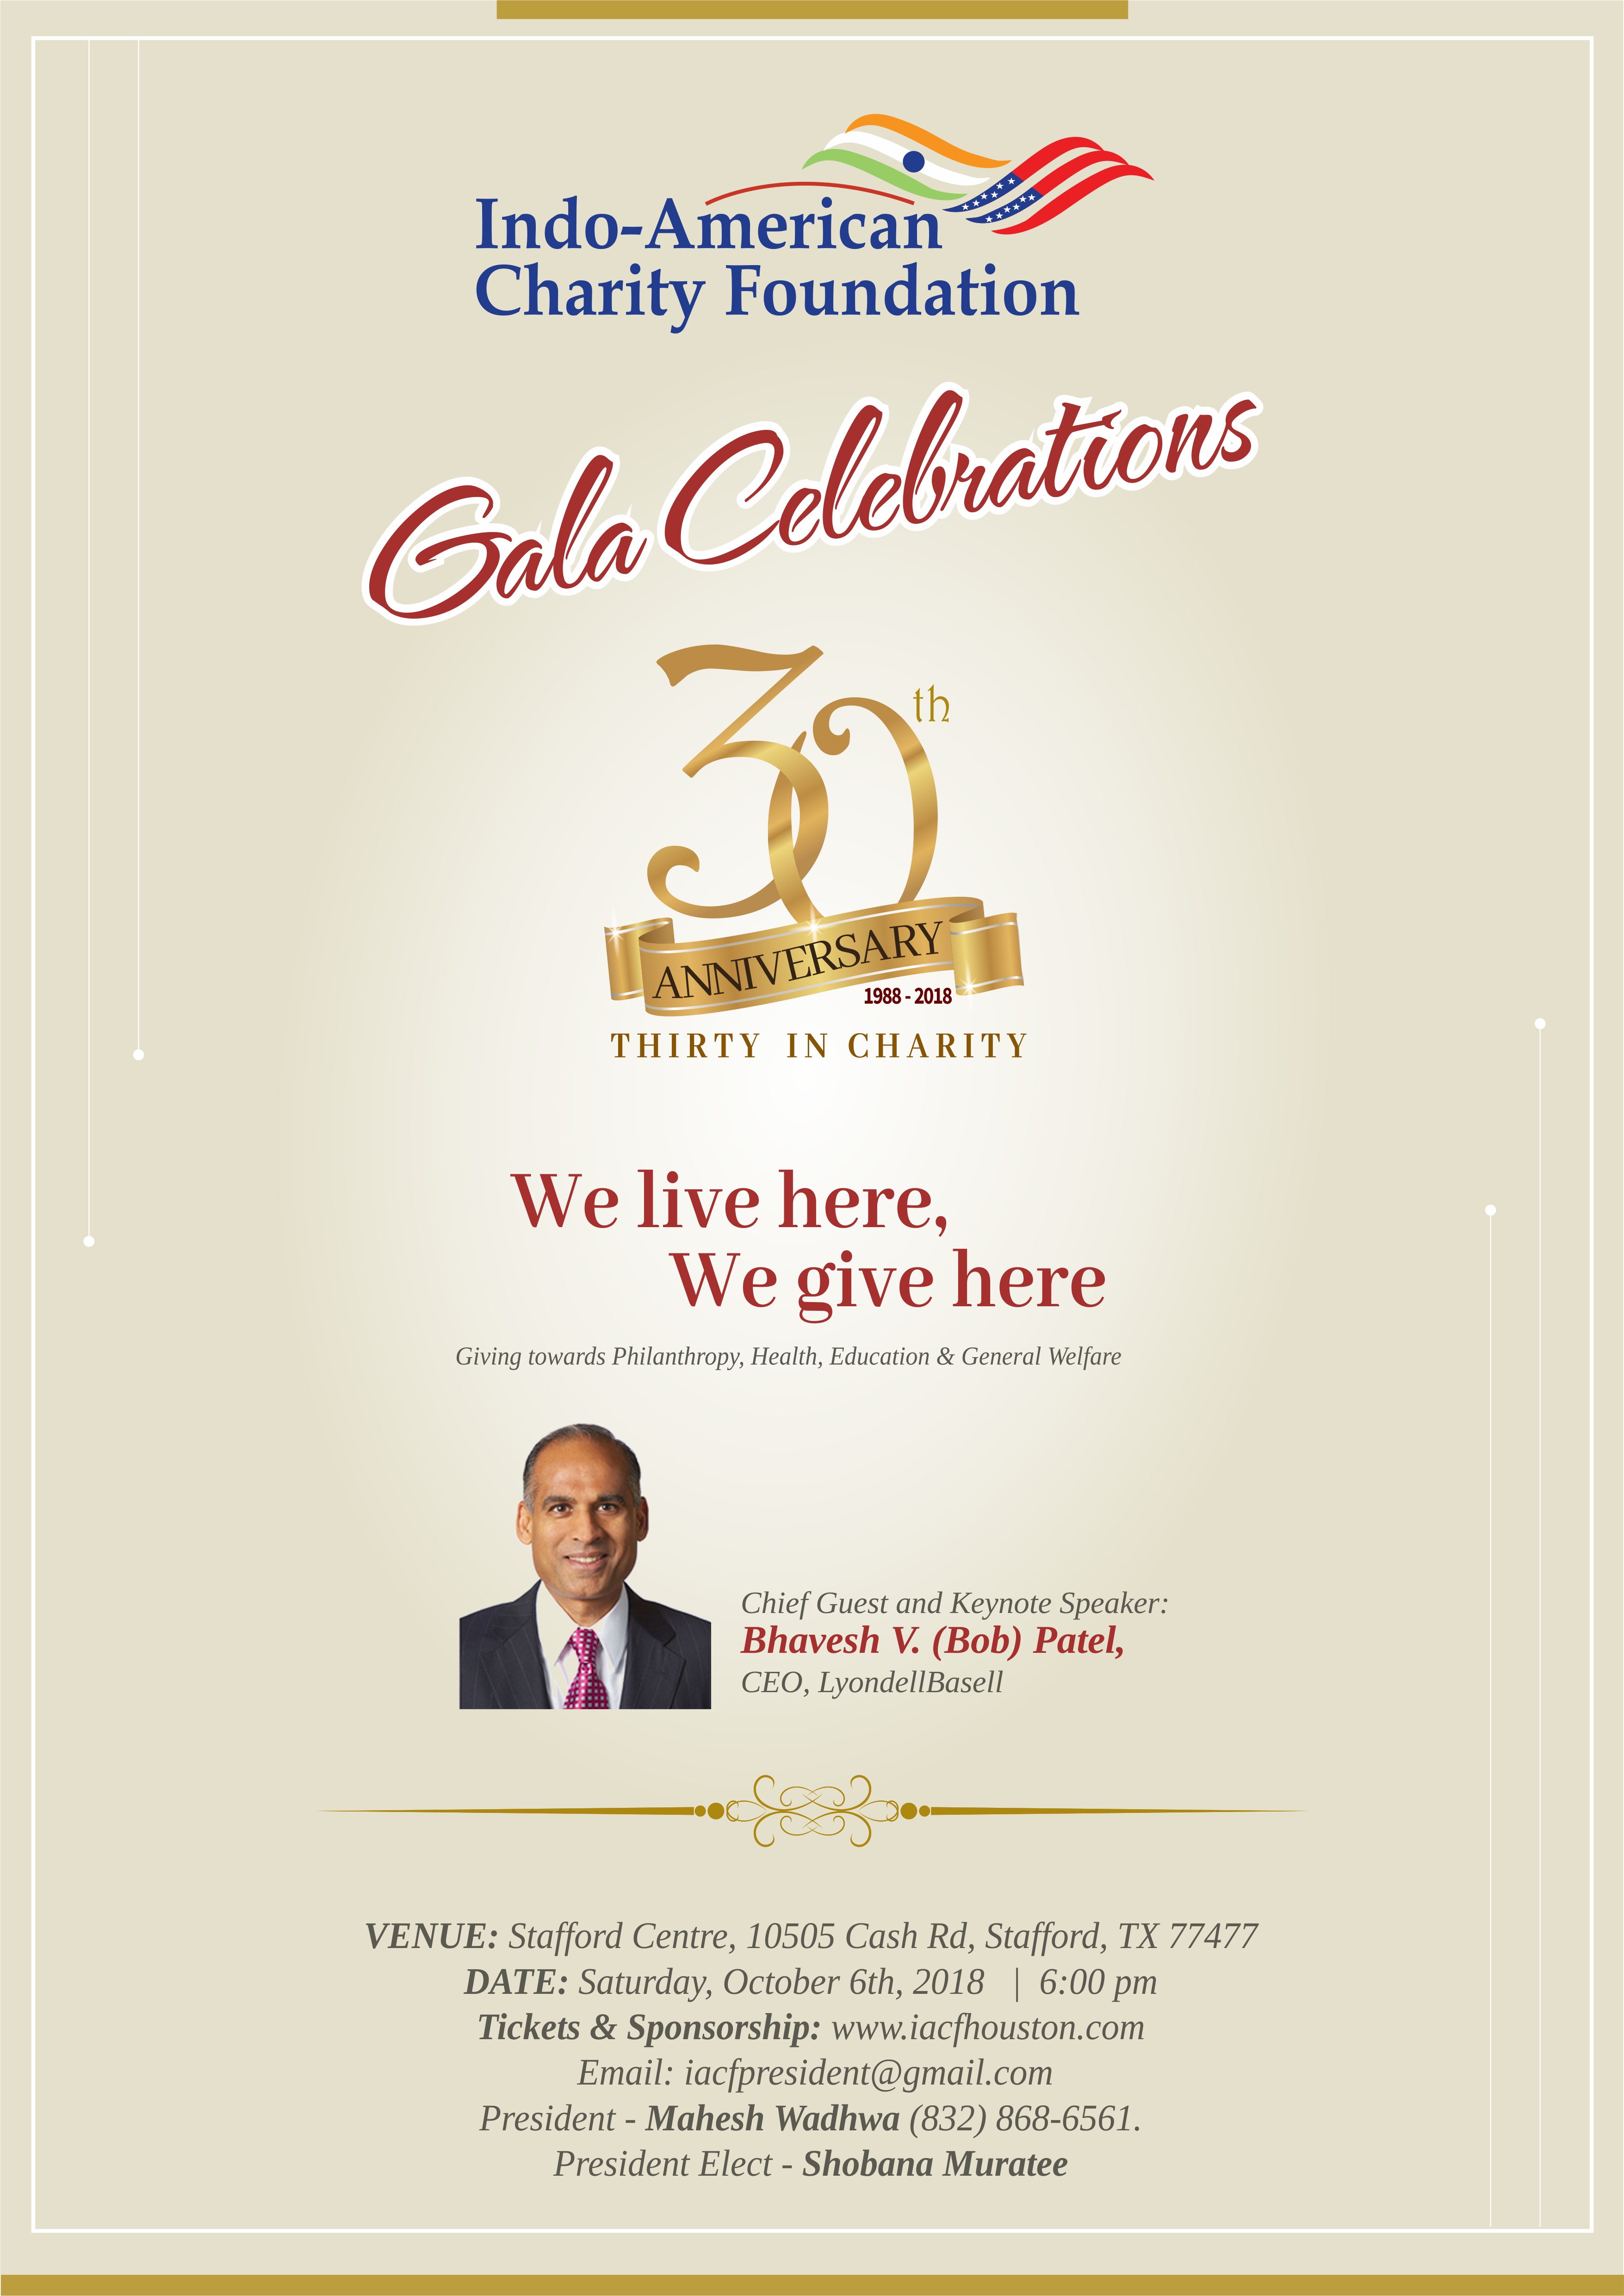 Indo-American
Charity Foundation
Gala Celebrations
30th
ANNIVERSARY
1988 - 2018
THIRTY IN CHARITY
We live here,
We give here
Giving towards Philanthropy, Health, Education & General Welfare
Chief Guest and Keynote Speaker:
Bhavesh V. (Bob) Patel,
CEO, LyondellBasell
VENUE: Stafford Centre, 10505 Cash Rd, Stafford, TX 77477
DATE: Saturday, October 6th, 2018 | 6:00 pm
Tickets & Sponsorship: www.iacfhouston.com
Email: iacfpresident@gmail.com
President - Mahesh Wadhwa (832) 868-6561.
President Elect - Shobana Muratee